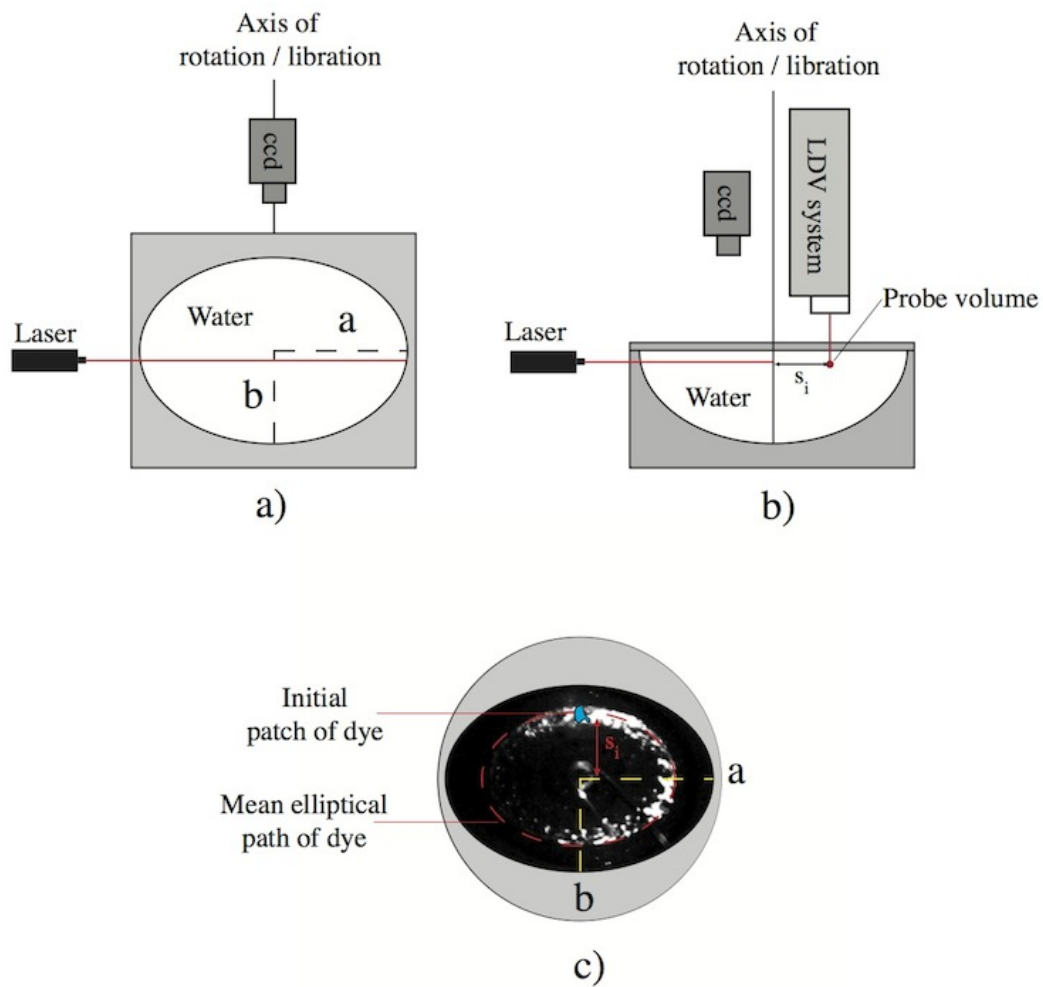 Axis of
rotation / libration
ccd
Water
a
Laser
b
a)
Axis of
rotation / libration
LDV system
ccd
Probe volume
Laser
s_i
Water
b)
Initial
patch of dye
s_i
a
Mean elliptical
path of dye
b
c)